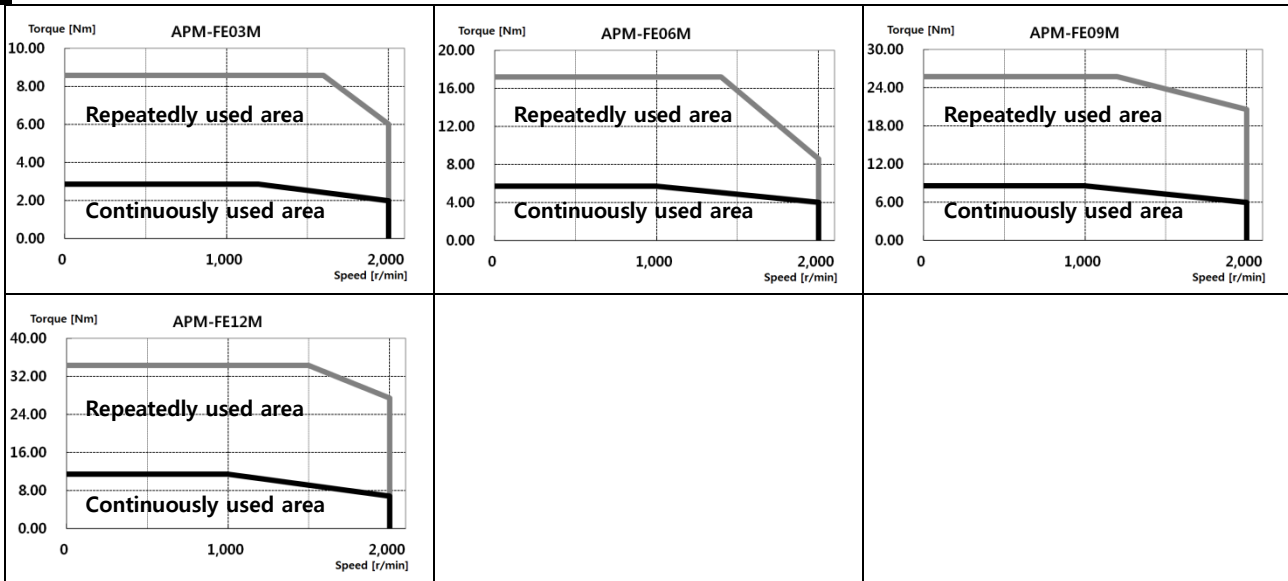 Torque [Nm]
APM-FE03M
10.00
8.00
6.00
4.00
2.00
0.00
Repeatedly used area
Continuously used area
0
1,000
2,000
Speed [r/min]
Torque [Nm]
APM-FE06M
20.00
16.00
12.00
8.00
4.00
0.00
Repeatedly used area
Continuously used area
0
1,000
2,000
Speed [r/min]
Torque [Nm]
APM-FE09M
30.00
24.00
18.00
12.00
6.00
0.00
Repeatedly used area
Continuously used area
0
1,000
2,000
Speed [r/min]
Torque [Nm]
APM-FE12M
40.00
32.00
24.00
16.00
8.00
0.00
Repeatedly used area
Continuously used area
0
1,000
2,000
Speed [r/min]